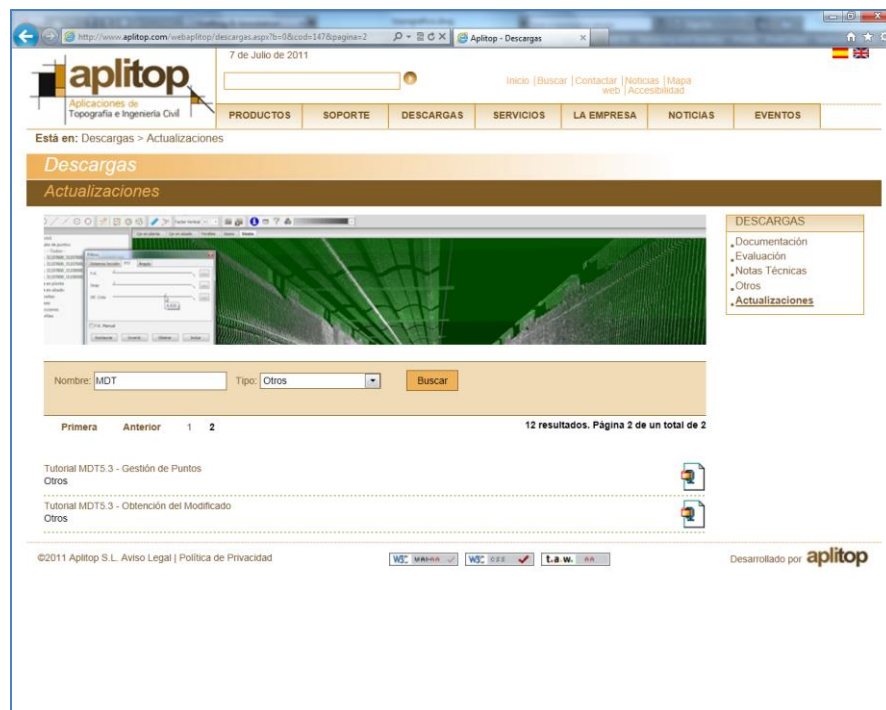 http://www.aplitop.com/webaplitop/descargas.aspx?b=0&cod=147&pagina=2
Aplitop - Descargas
7 de Julio de 2011
aplitop
Aplicaciones de
Topografía e Ingeniería Civil
Inicio | Buscar | Contactar | Noticias | Mapa
web | Accesibilidad
PRODUCTOS SOPORTE DESCARGAS SERVICIOS LA EMPRESA NOTICIAS EVENTOS
Está en: Descargas > Actualizaciones
Descargas
Actualizaciones
DESCARGAS
Documentación
Evaluación
Notas Técnicas
Otros
Actualizaciones
Nombre: MDT Tipo: Otros Buscar
Primera Anterior 1 2 12 resultados. Página 2 de un total de 2
Tutorial MDT5.3 - Gestión de Puntos
Otros
Tutorial MDT5.3 - Obtención del Modificado
Otros
©2011 Aplitop S.L. Aviso Legal | Política de Privacidad
W3C W3C CSS t.a.w. AA
Desarrollado por aplitop